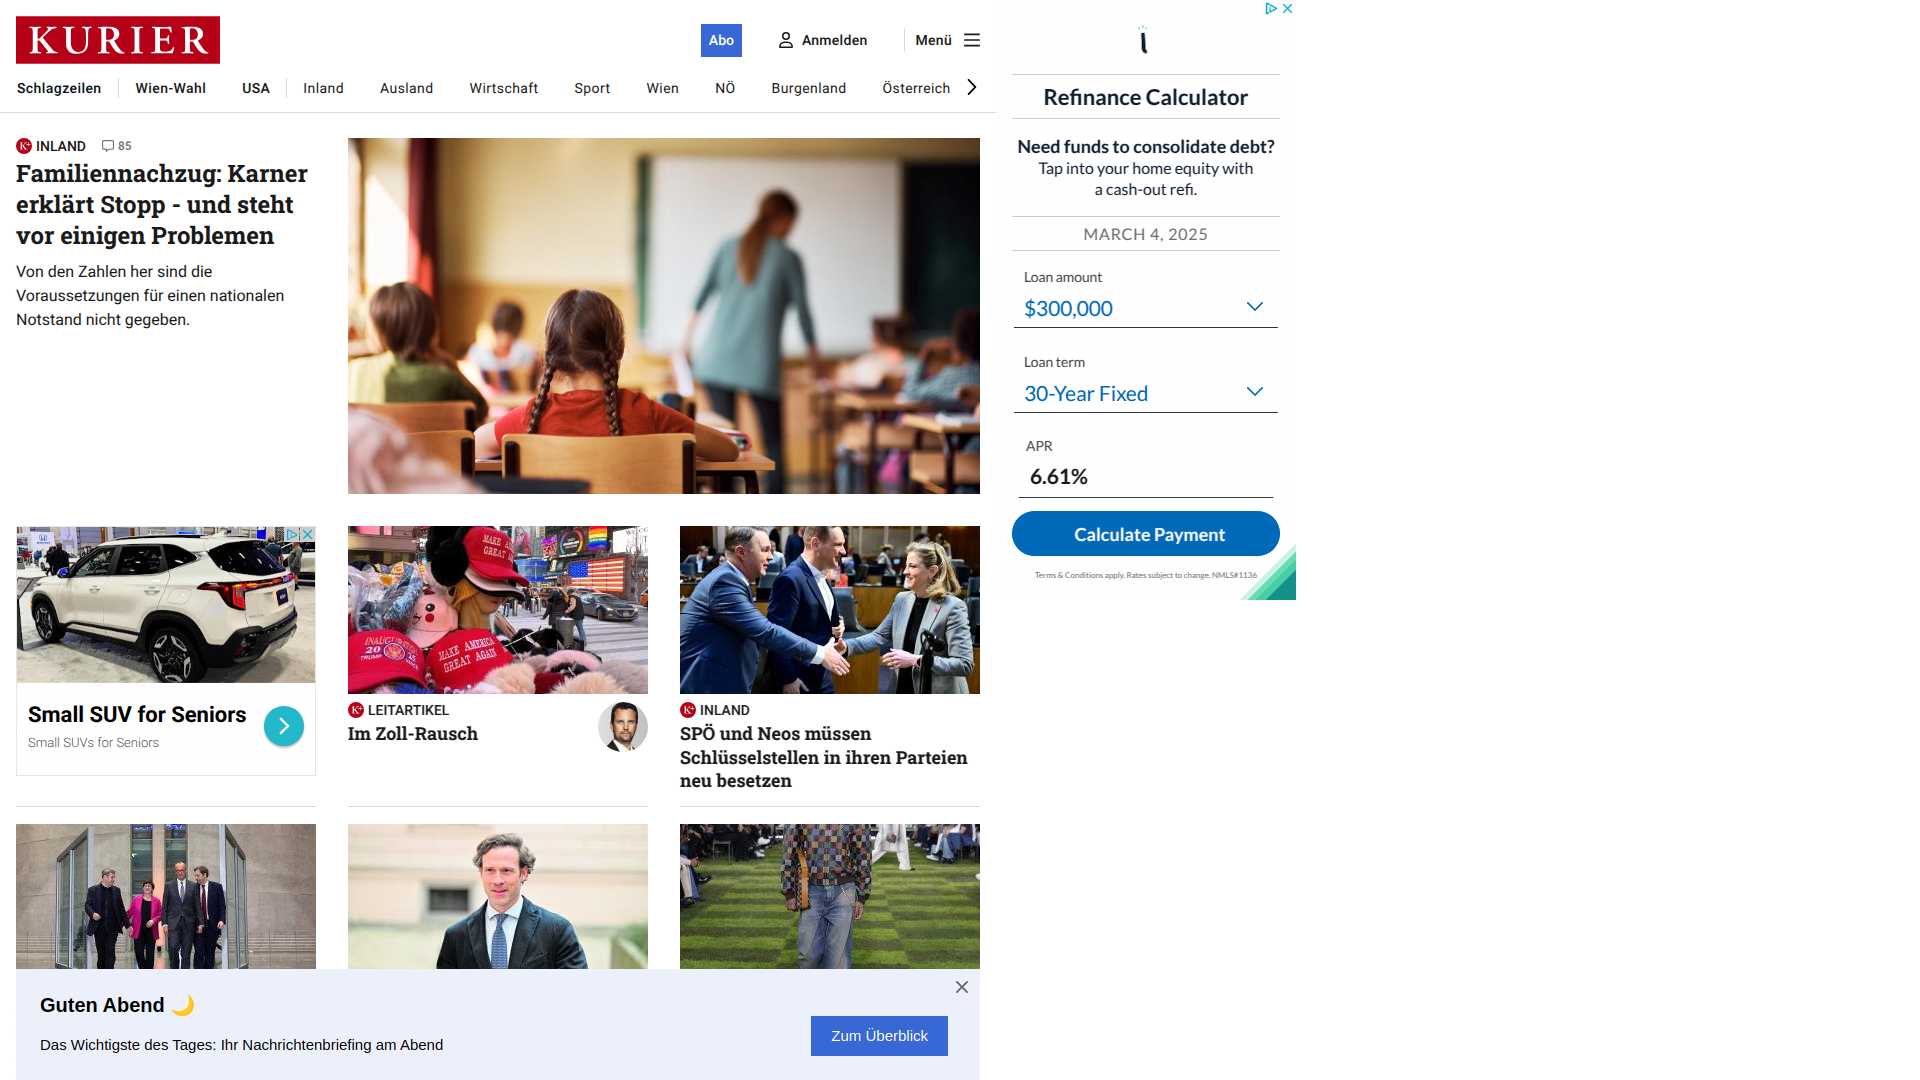 KURIER
Abo
Anmelden
Menü
Schlagzeilen
Wien-Wahl
USA
Inland
Ausland
Wirtschaft
Sport
Wien
NÖ
Burgenland
Österreich
INLAND 85
Familiennachzug: Karner
erklärt Stopp - und steht
vor einigen Problemen
Von den Zahlen her sind die
Voraussetzungen für einen nationalen
Notstand nicht gegeben.
Small SUV for Seniors
Small SUVs for Seniors
MAKE AMERICA
GREAT AGAIN
LEITARTIKEL
Im Zoll-Rausch
INLAND
SPÖ und Neos müssen
Schlüsselstellen in ihren Parteien
neu besetzen
Guten Abend
Das Wichtigste des Tages: Ihr Nachrichtenbriefing am Abend
Zum Überblick
Refinance Calculator
Need funds to consolidate debt?
Tap into your home equity with
a cash-out refi.
MARCH 4, 2025
Loan amount
$300,000
Loan term
30-Year Fixed
APR
6.61%
Calculate Payment
Terms & Conditions apply. Rates subject to change. NMLS#1136